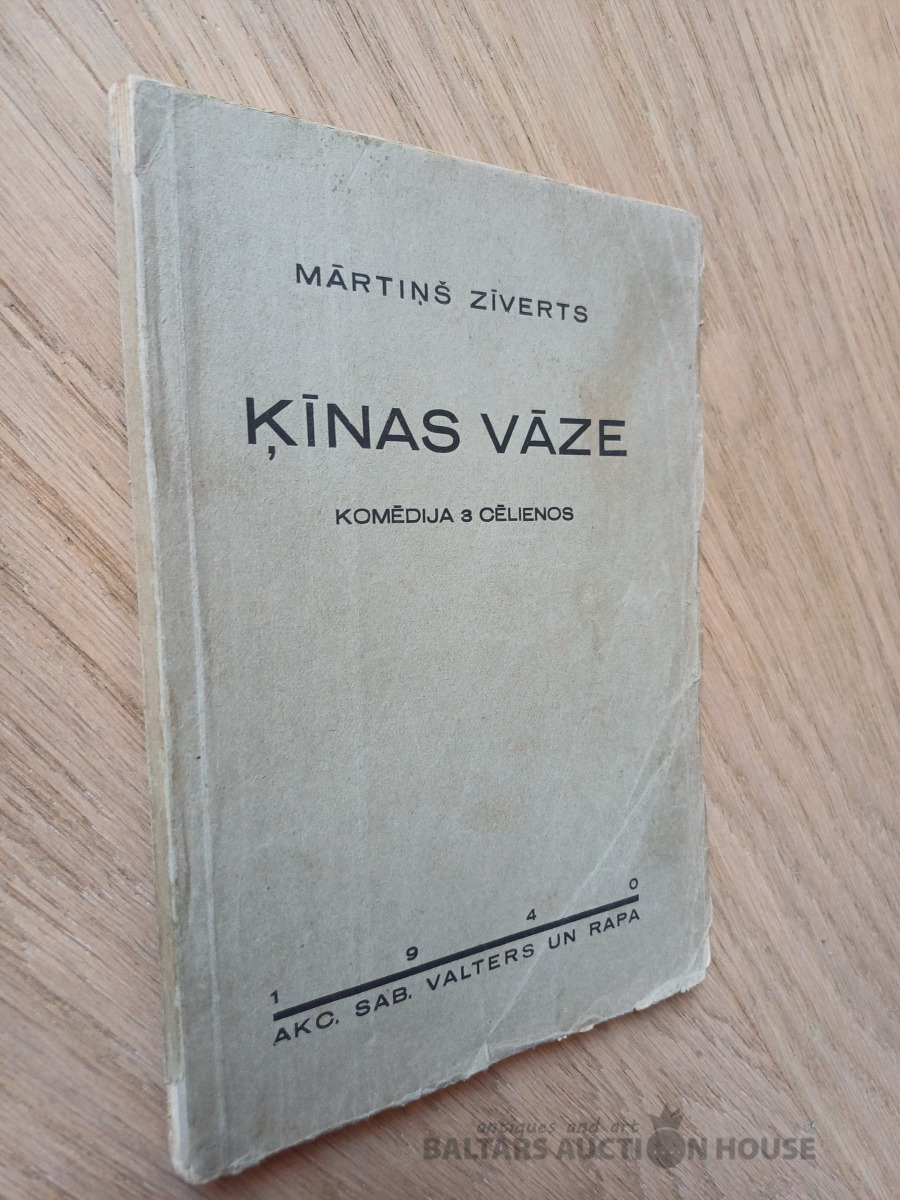 MĀRTIŅŠ ZĪVERTS
ĶĪNAS VĀZE
KOMĒDIJA 3 CĒLIENOS
1 9 4 0
AKC. SAB. VALTERS UN RAPA
antiques and art
BALTARS AUCTION HOUSE